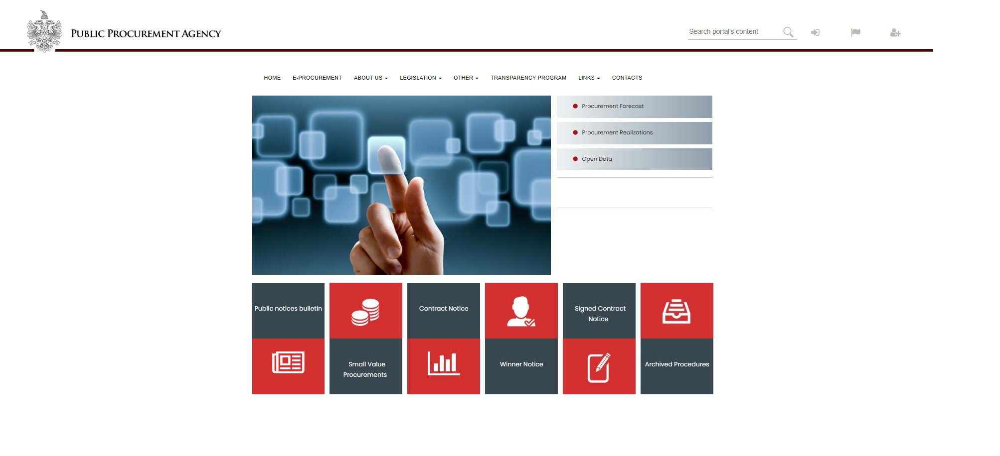 PUBLIC PROCUREMENT AGENCY
Search portal's content
HOME E-PROCUREMENT ABOUT US LEGISLATION OTHER TRANSPARENCY PROGRAM LINKS CONTACTS
Procurement Forecast
Procurement Realizations
Open Data
Public notices bulletin
Contract Notice
Signed Contract
Notice
Small Value
Procurements
Winner Notice
Archived Procedures